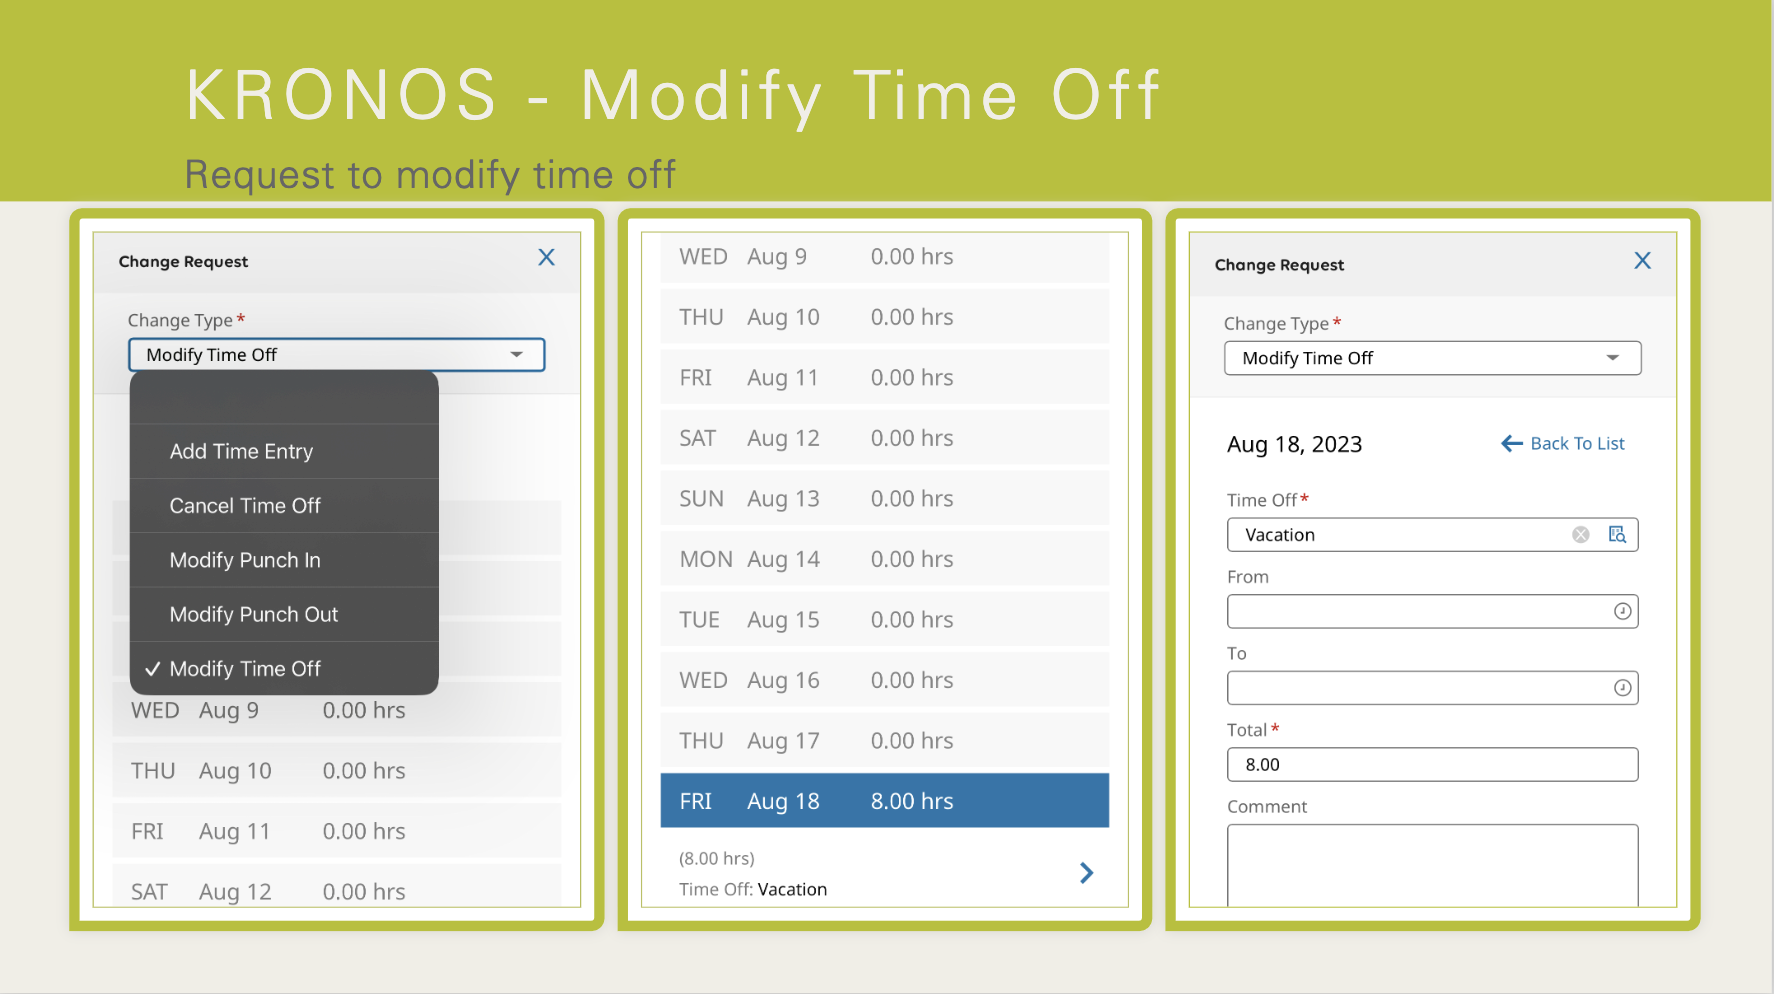 KRONOS - Modify Time Off
Request to modify time off
Change Request X
Change Type *
Modify Time Off
Add Time Entry
Cancel Time Off
Modify Punch In
Modify Punch Out
✓ Modify Time Off
WED Aug 9 0.00 hrs
THU Aug 10 0.00 hrs
FRI Aug 11 0.00 hrs
SAT Aug 12 0.00 hrs
WED Aug 9 0.00 hrs
THU Aug 10 0.00 hrs
FRI Aug 11 0.00 hrs
SAT Aug 12 0.00 hrs
SUN Aug 13 0.00 hrs
MON Aug 14 0.00 hrs
TUE Aug 15 0.00 hrs
WED Aug 16 0.00 hrs
THU Aug 17 0.00 hrs
FRI Aug 18 8.00 hrs
(8.00 hrs)
Time Off: Vacation
Change Request X
Change Type *
Modify Time Off
Aug 18, 2023 Back To List
Time Off *
Vacation
From
To
Total *
8.00
Comment